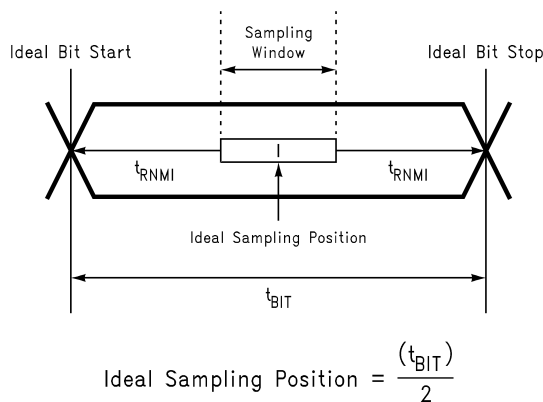 Sampling
Window
Ideal Bit Start
Ideal Bit Stop
tRNMI
tRNMI
Ideal Sampling Position
tBIT
Ideal Sampling Position = (tBIT)
2